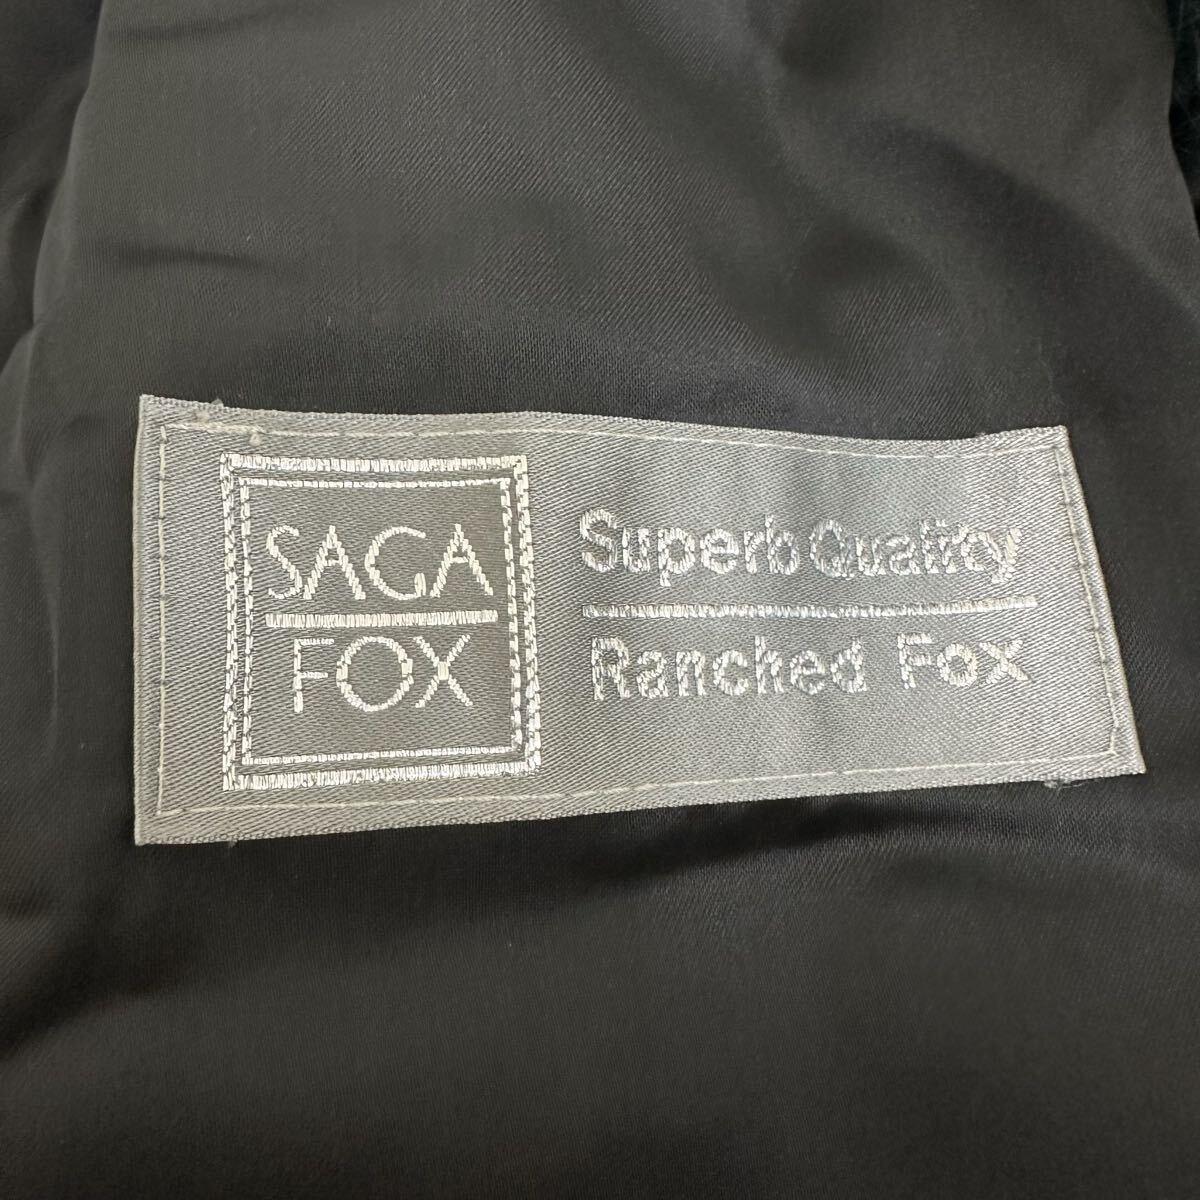 SAGA
FOX
Superb Quality
Ranched Fox